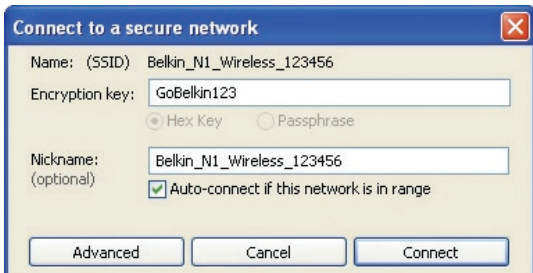 Connect to a secure network
Name: (SSID) Belkin_N1_Wireless_123456
Encryption key: GoBelkin123
Hex Key Passphrase
Nickname: Belkin_N1_Wireless_123456
(optional)
Auto-connect if this network is in range
Advanced Cancel Connect